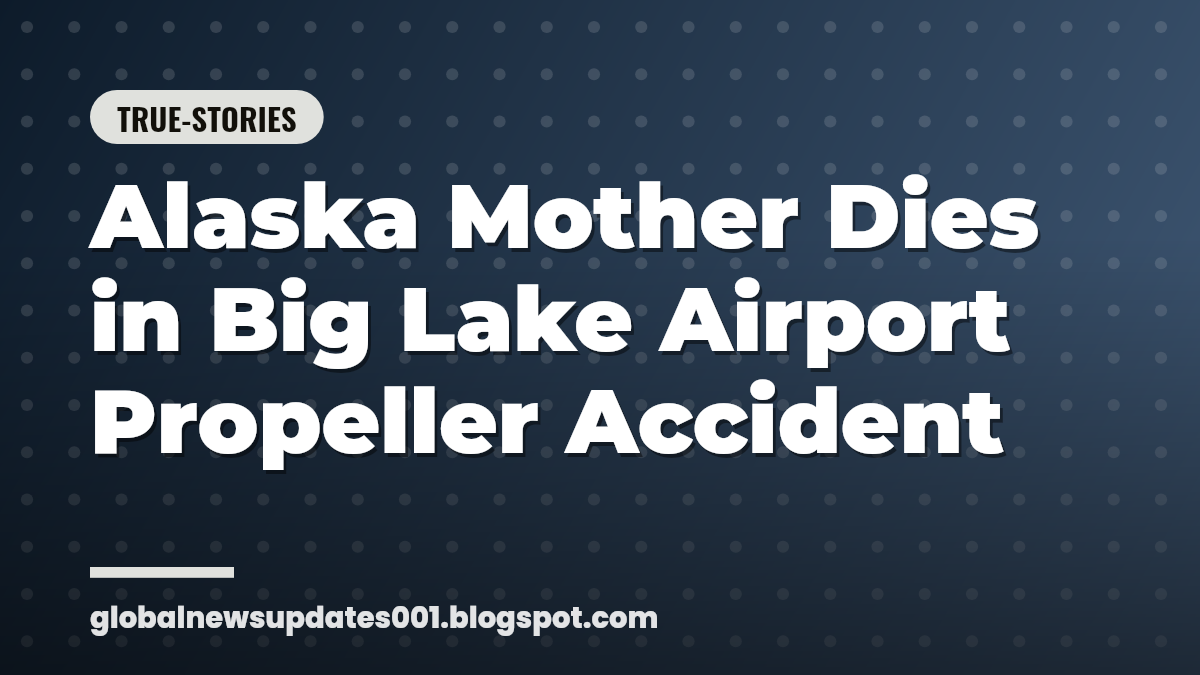 TRUE-STORIES
Alaska Mother Dies
in Big Lake Airport
Propeller Accident
globalnewsupdates001.blogspot.com